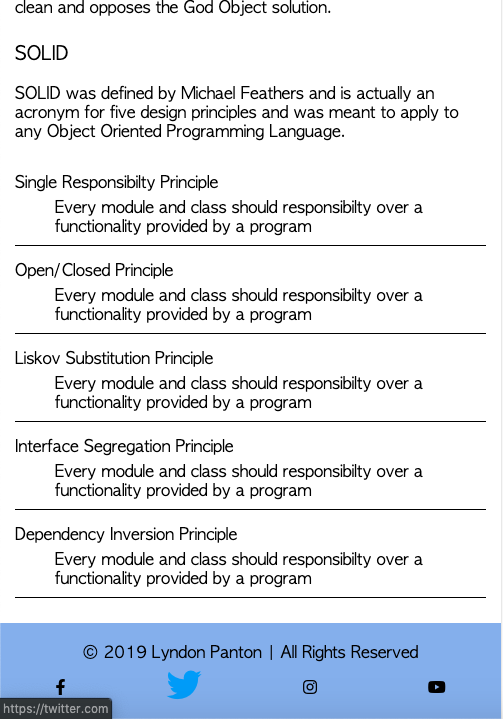 clean and opposes the God Object solution.
SOLID
SOLID was defined by Michael Feathers and is actually an
acronym for five design principles and was meant to apply to
any Object Oriented Programming Language.
Single Responsibilty Principle
Every module and class should responsibilty over a
functionality provided by a program
Open/Closed Principle
Every module and class should responsibilty over a
functionality provided by a program
Liskov Substitution Principle
Every module and class should responsibilty over a
functionality provided by a program
Interface Segregation Principle
Every module and class should responsibilty over a
functionality provided by a program
Dependency Inversion Principle
Every module and class should responsibilty over a
functionality provided by a program
© 2019 Lyndon Panton | All Rights Reserved
https://twitter.com